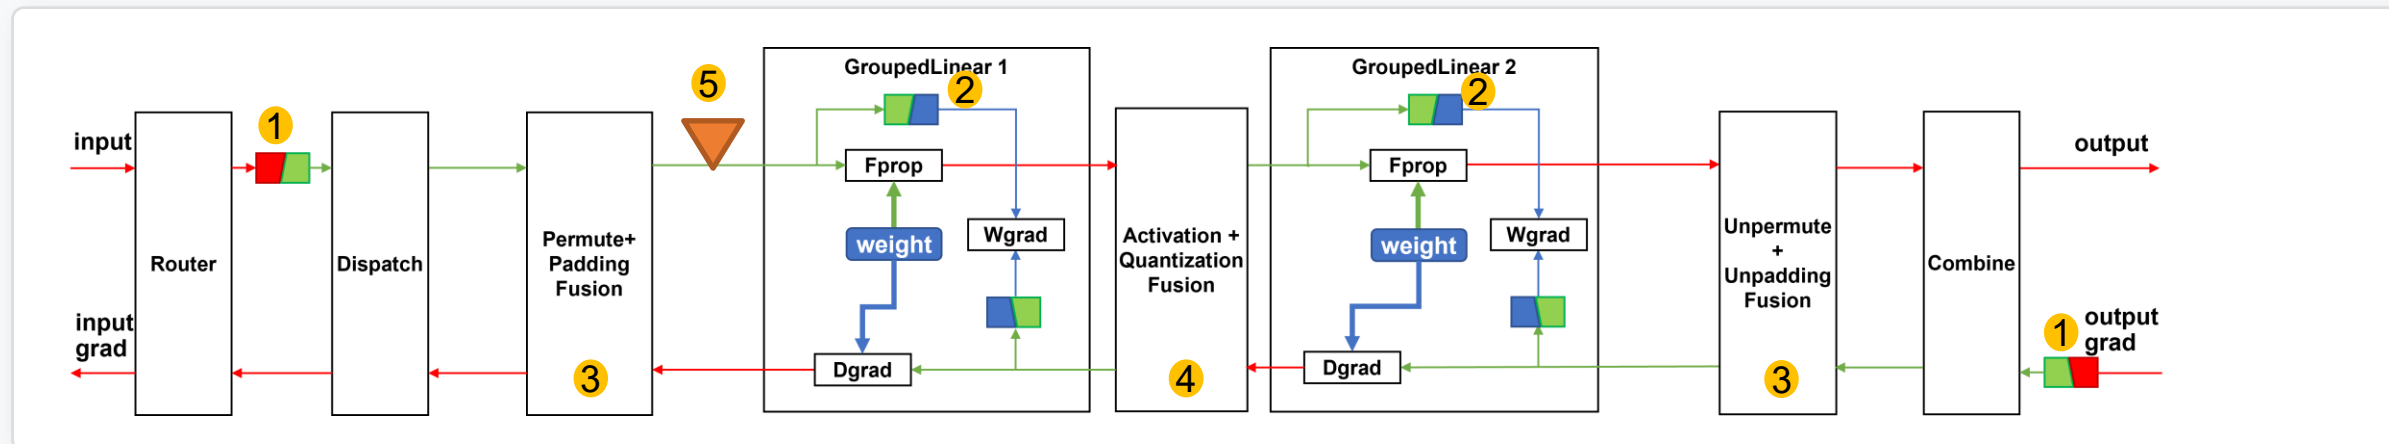 input
input
grad
Router
1
Dispatch
Permute+
Padding
Fusion
3
5
GroupedLinear 1
2
Fprop
weight
Wgrad
Dgrad
Activation +
Quantization
Fusion
4
GroupedLinear 2
2
Fprop
weight
Wgrad
Dgrad
Unpermute
+
Unpadding
Fusion
3
Combine
output
1
output
grad